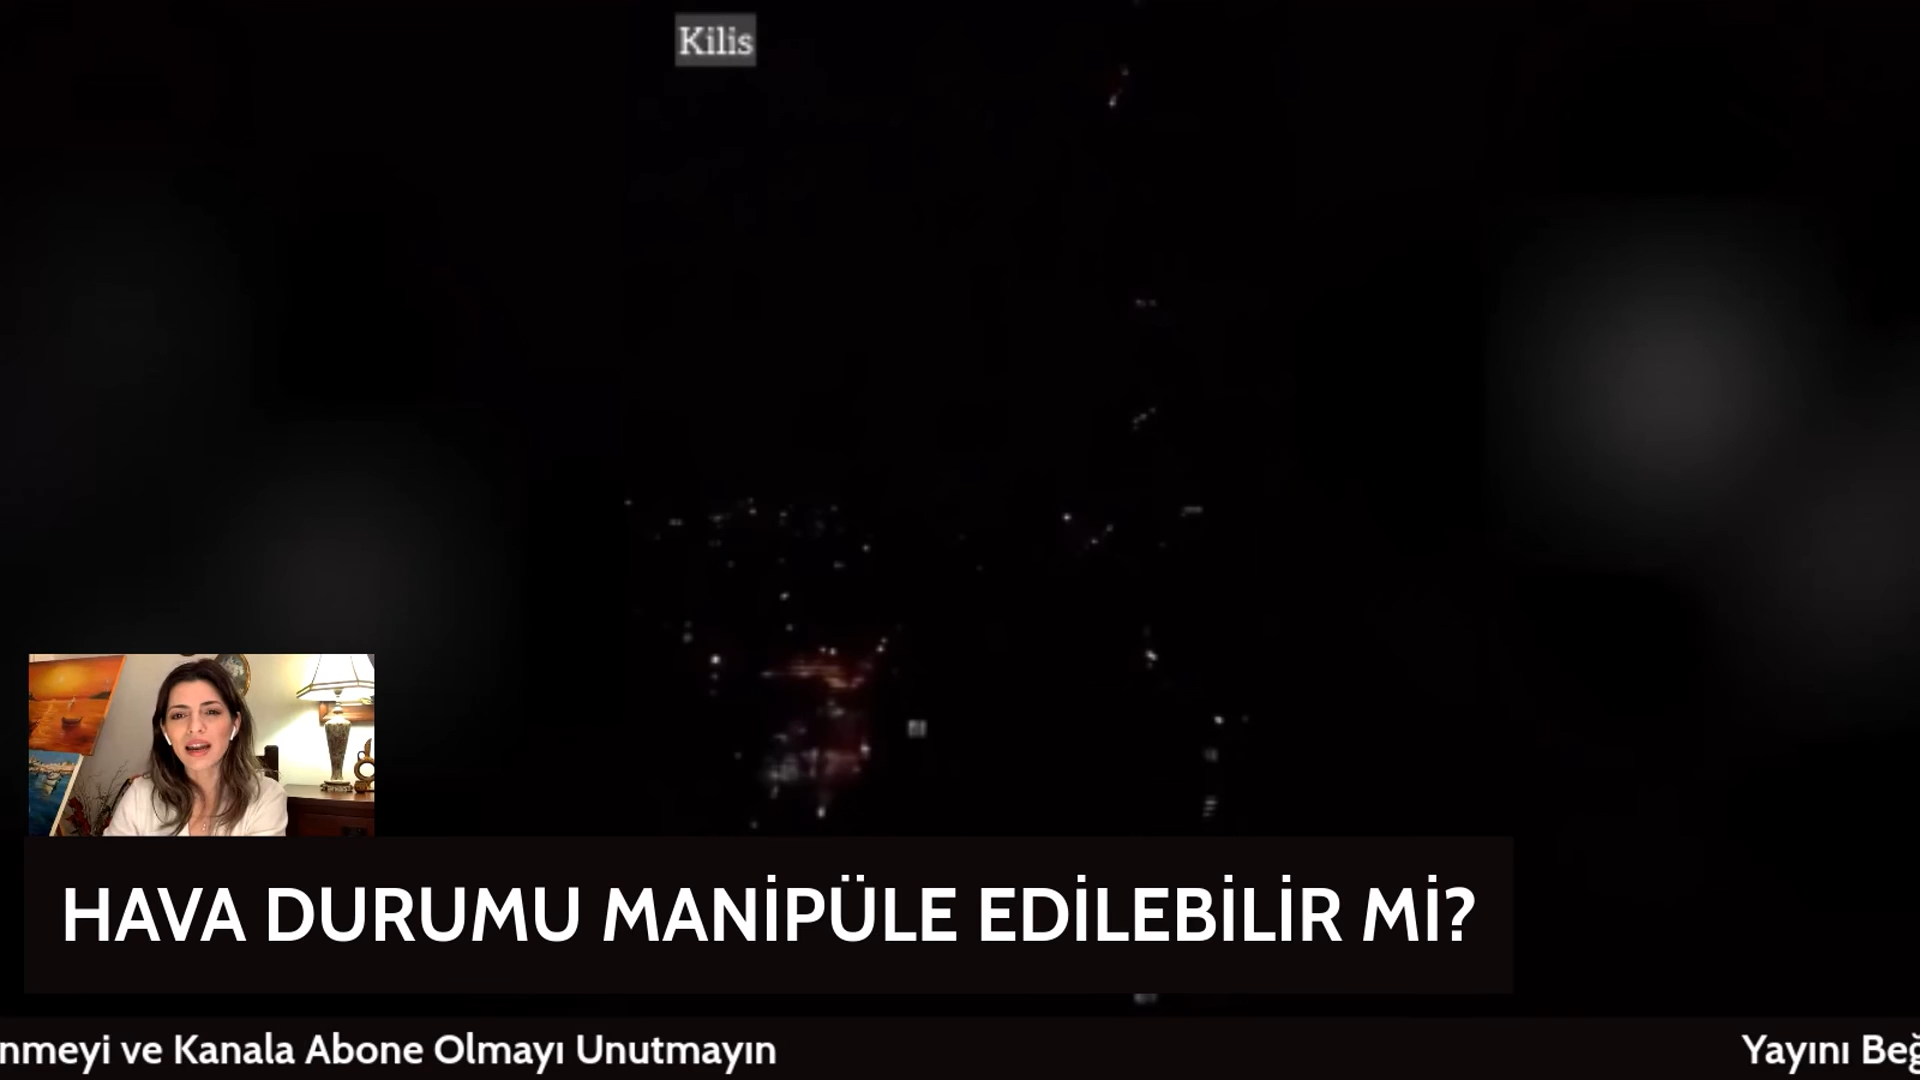 Kilis
HAVA DURUMU MANİPÜLE EDİLEBİLİR Mİ?
nmeyi ve Kanala Abone Olmayı Unutmayın
Yayını Beğ